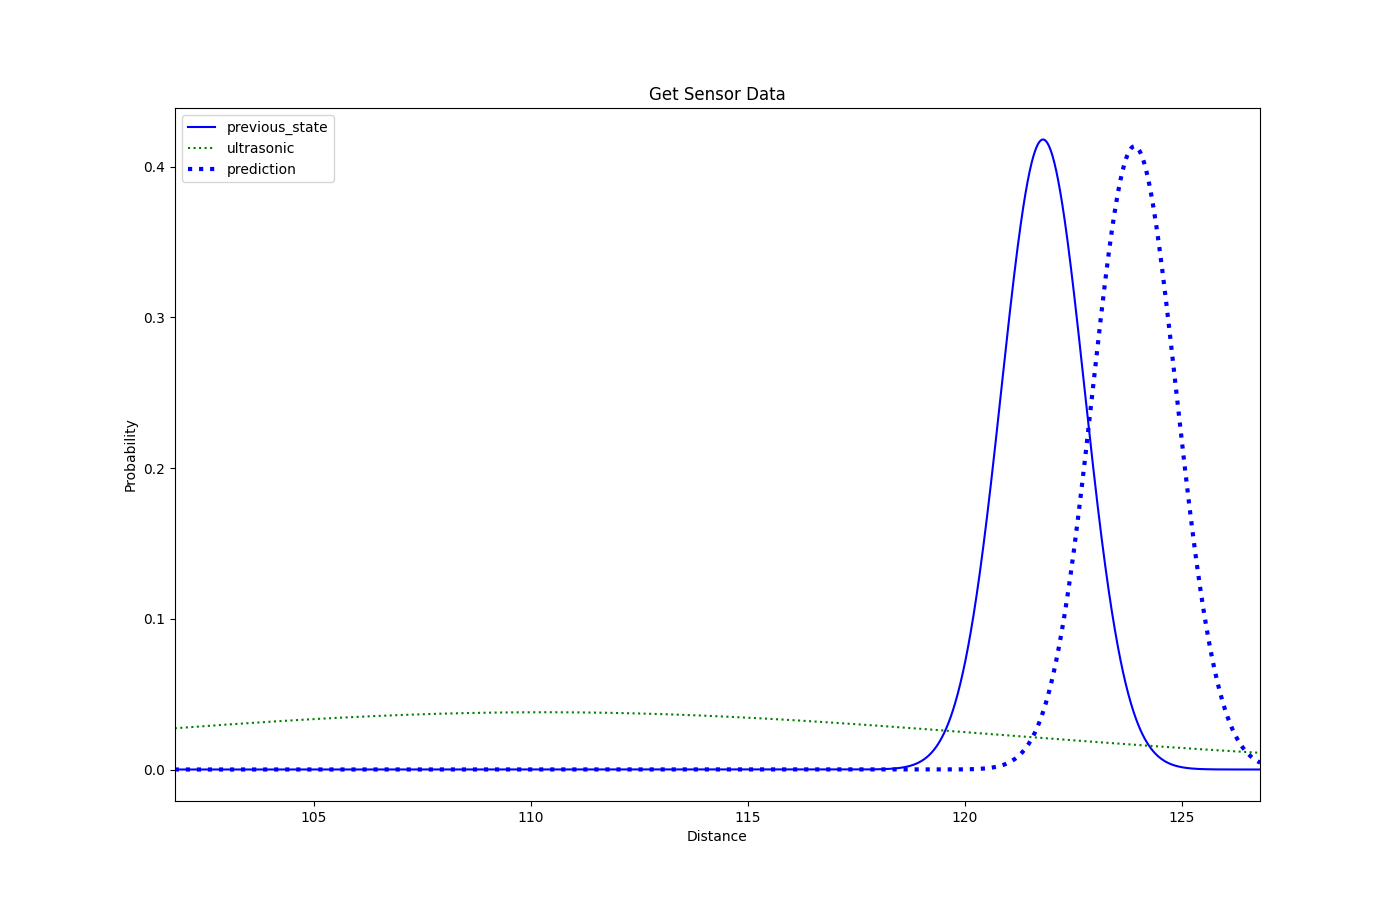 Get Sensor Data
previous_state
ultrasonic
prediction
0.4
0.3
0.2
0.1
0.0
Probability
105 110 115 120 125
Distance